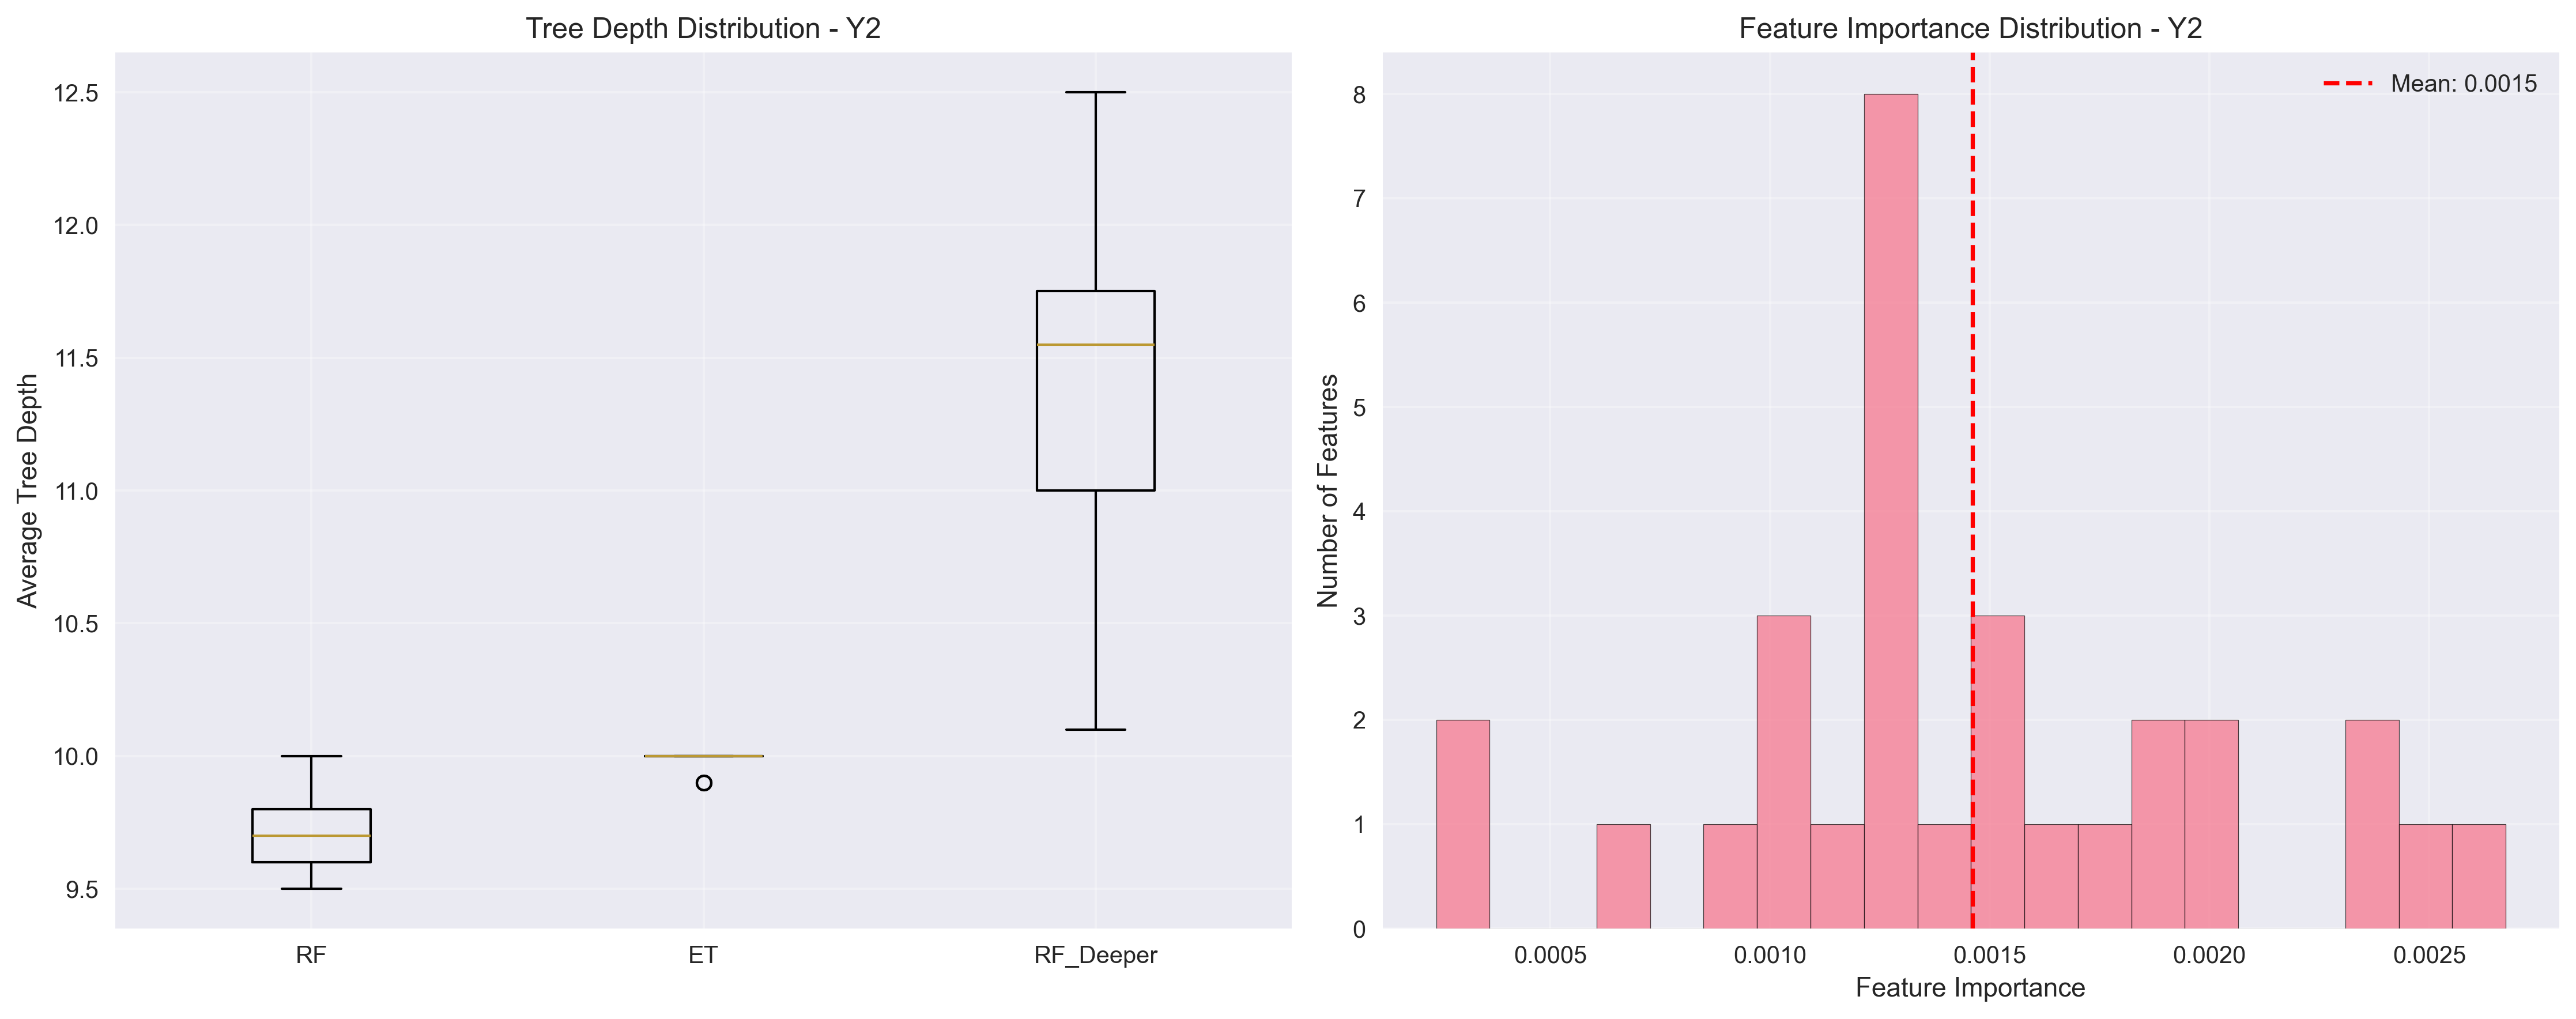 Tree Depth Distribution - Y2
Average Tree Depth
12.5
12.0
11.5
11.0
10.5
10.0
9.5
RF
ET
RF_Deeper
Feature Importance Distribution - Y2
Mean: 0.0015
Number of Features
8
7
6
5
4
3
2
1
0
0.0005
0.0010
0.0015
0.0020
0.0025
Feature Importance